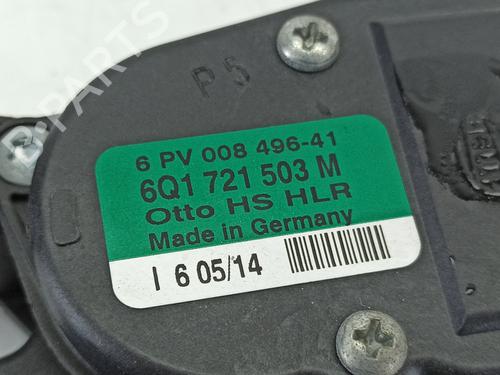 P5
6 PV 008 496-41
6Q1 721 503 M
Otto HS HLR
Made in Germany
I 6 05/14
B-PARTS